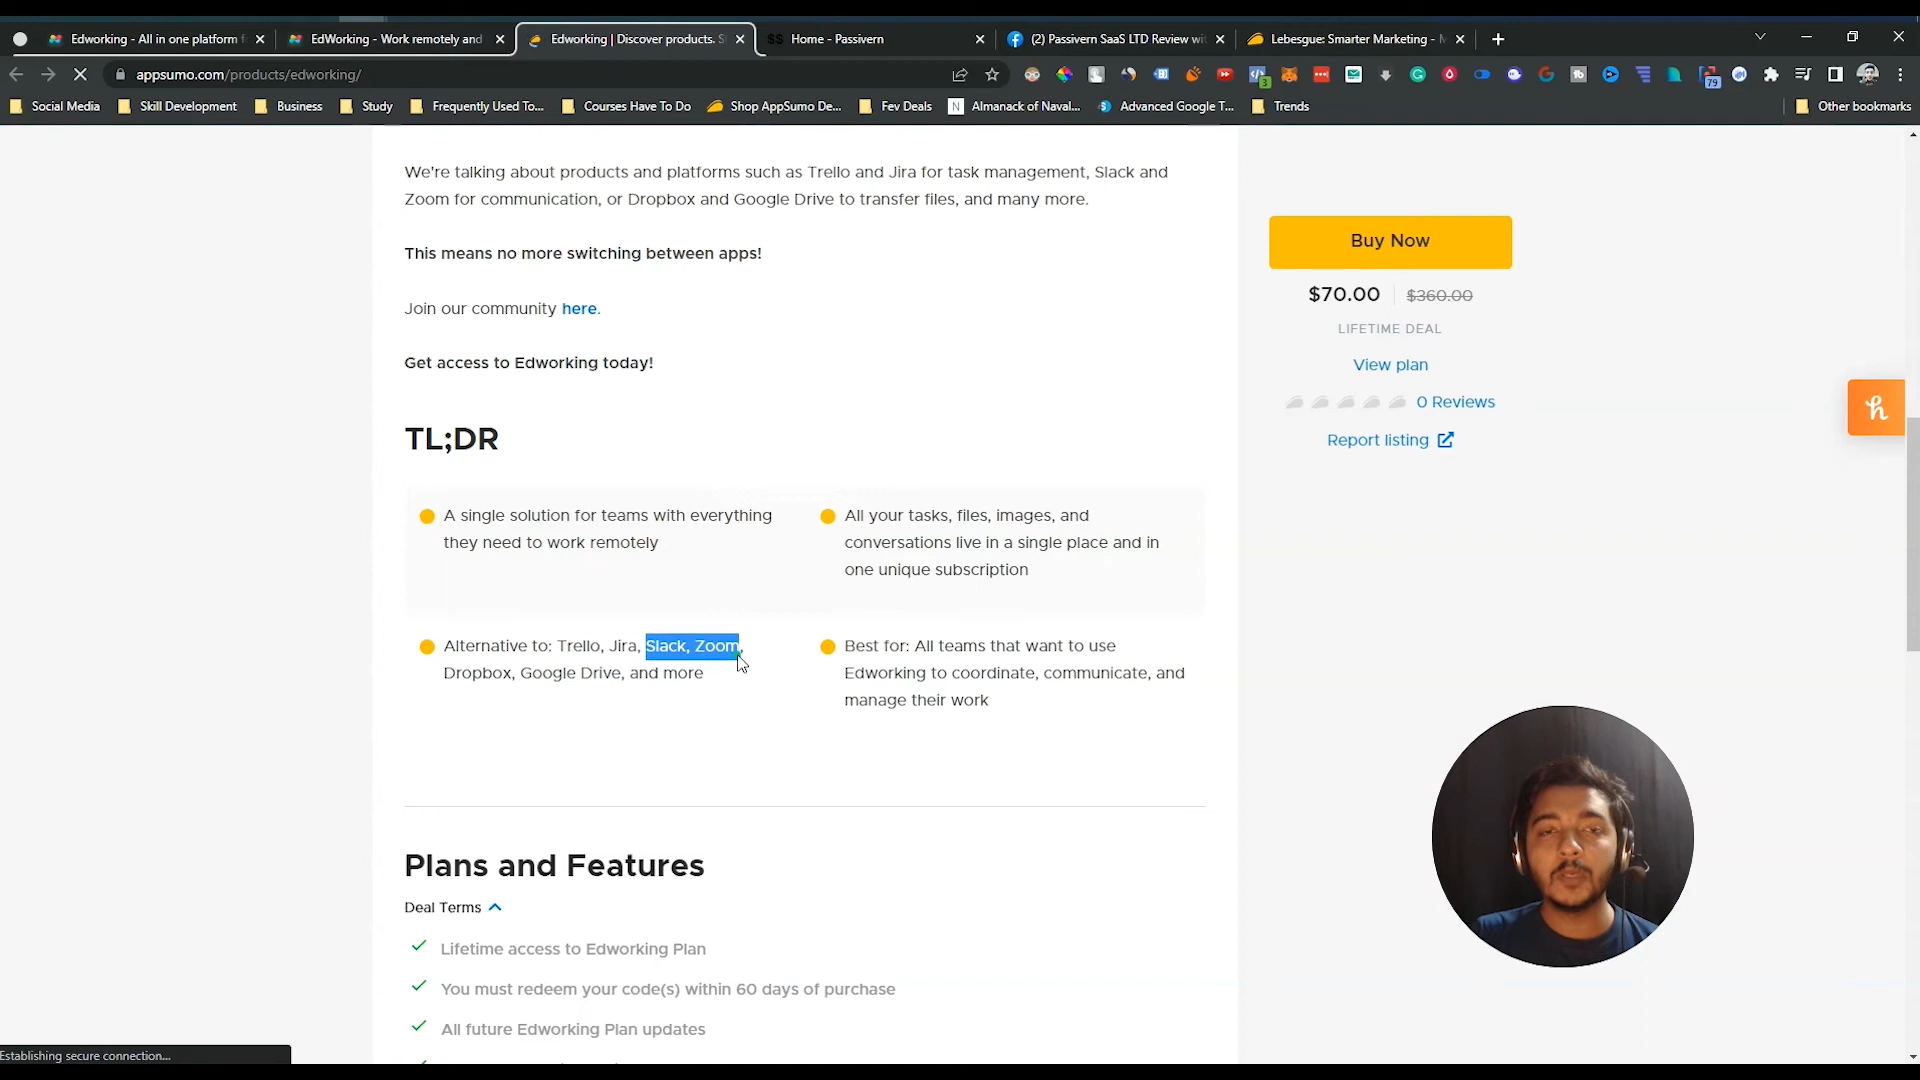 Edworking - All in one platform f
EdWorking - Work remotely and
Edworking | Discover products. S
Home - Passivern
(2) Passivern SaaS LTD Review wi
Lebesgue: Smarter Marketing - M
appsumo.com/products/edworking/
3
79
Social Media
Skill Development
Business
Study
Frequently Used To...
Courses Have To Do
Shop AppSumo De...
Fev Deals
Almanack of Naval...
Advanced Google T...
Trends
Other bookmarks
We're talking about products and platforms such as Trello and Jira for task management, Slack and
Zoom for communication, or Dropbox and Google Drive to transfer files, and many more.
This means no more switching between apps!
Join our community here.
Get access to Edworking today!
TL;DR
A single solution for teams with everything
they need to work remotely
All your tasks, files, images, and
conversations live in a single place and in
one unique subscription
Alternative to: Trello, Jira, Slack, Zoom,
Dropbox, Google Drive, and more
Best for: All teams that want to use
Edworking to coordinate, communicate, and
manage their work
Plans and Features
Deal Terms
Lifetime access to Edworking Plan
You must redeem your code(s) within 60 days of purchase
All future Edworking Plan updates
Buy Now
$70.00
$360.00
LIFETIME DEAL
View plan
0 Reviews
Report listing
Establishing secure connection...